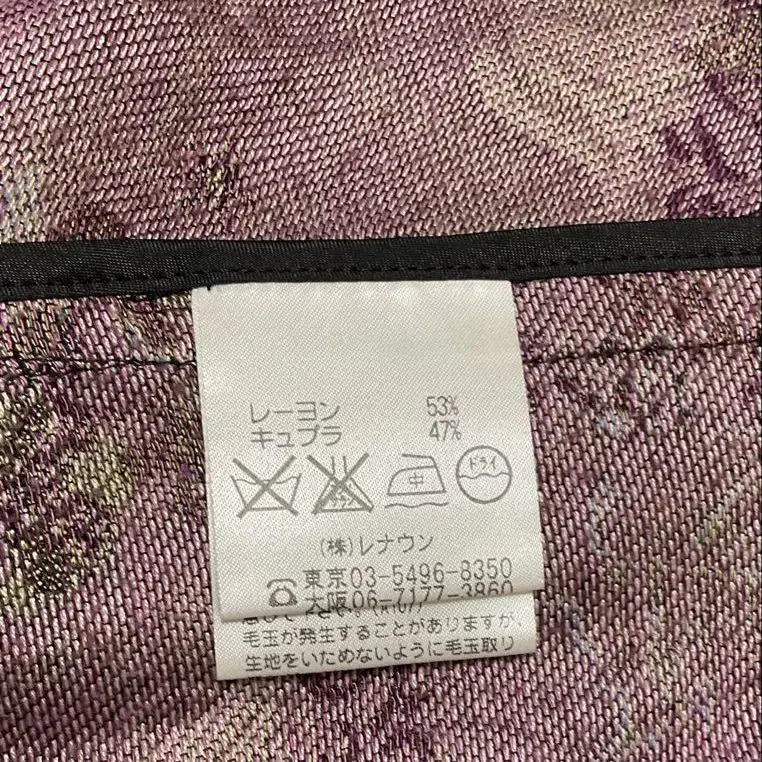 レーヨン 53%
キュプラ 47%
中 ドライ
(株)レナウン
東京03-5496-8350
大阪06-7177-3860
毛玉が発生することがありますが、
生地をいためないように毛玉取り